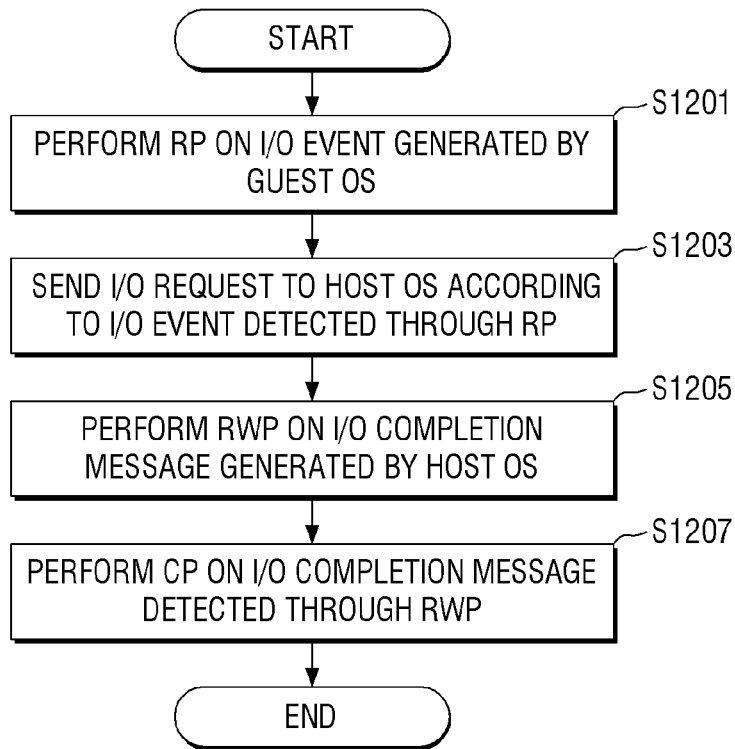 START
S1201
PERFORM RP ON I/O EVENT GENERATED BY
GUEST OS
S1203
SEND I/O REQUEST TO HOST OS ACCORDING
TO I/O EVENT DETECTED THROUGH RP
S1205
PERFORM RWP ON I/O COMPLETION
MESSAGE GENERATED BY HOST OS
S1207
PERFORM CP ON I/O COMPLETION MESSAGE
DETECTED THROUGH RWP
END